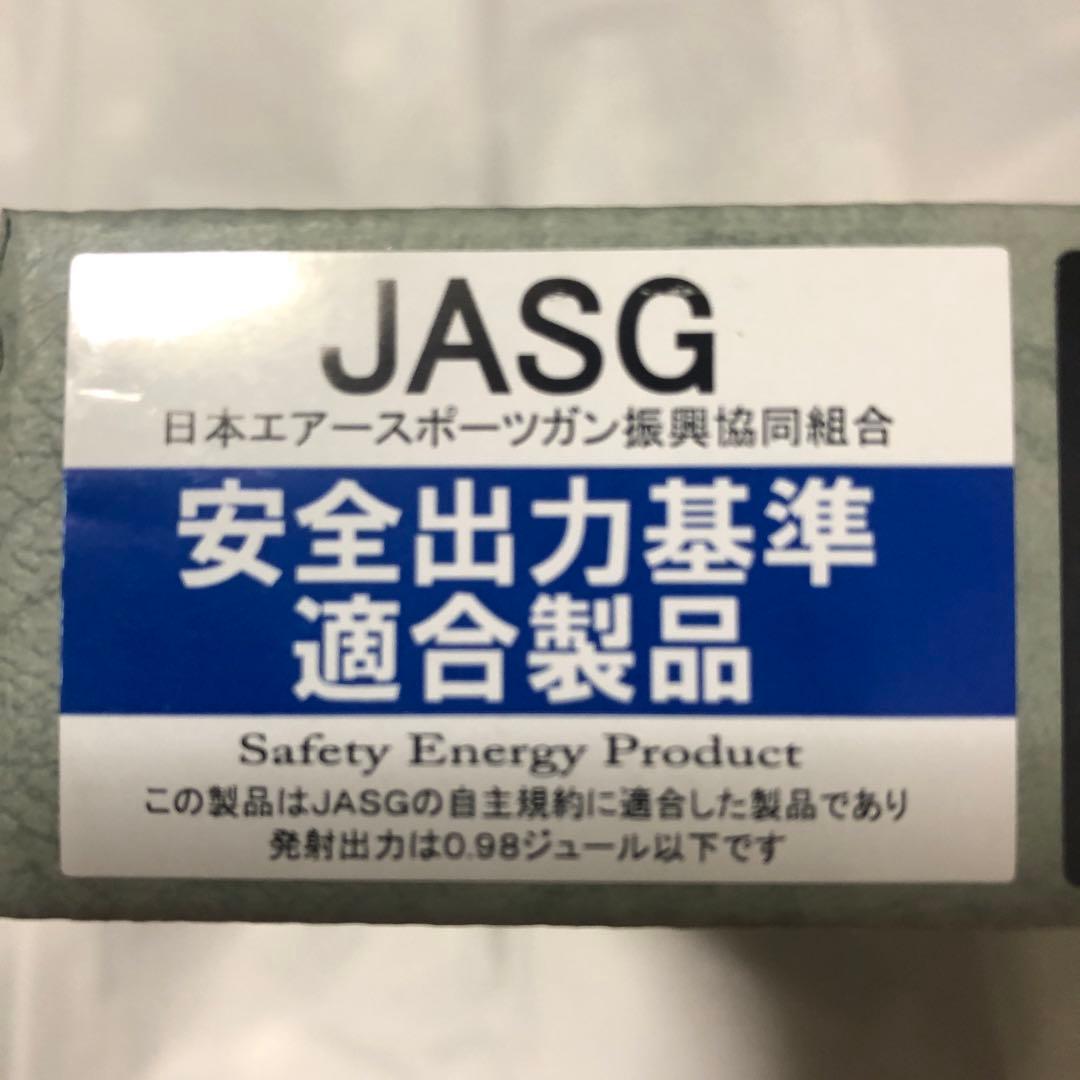 JASG
日本エアースポーツガン振興協同組合
安全出力基準
適合製品
Safety Energy Product
この製品はJASGの自主規約に適合した製品であり
発射出力は0.98ジュール以下です